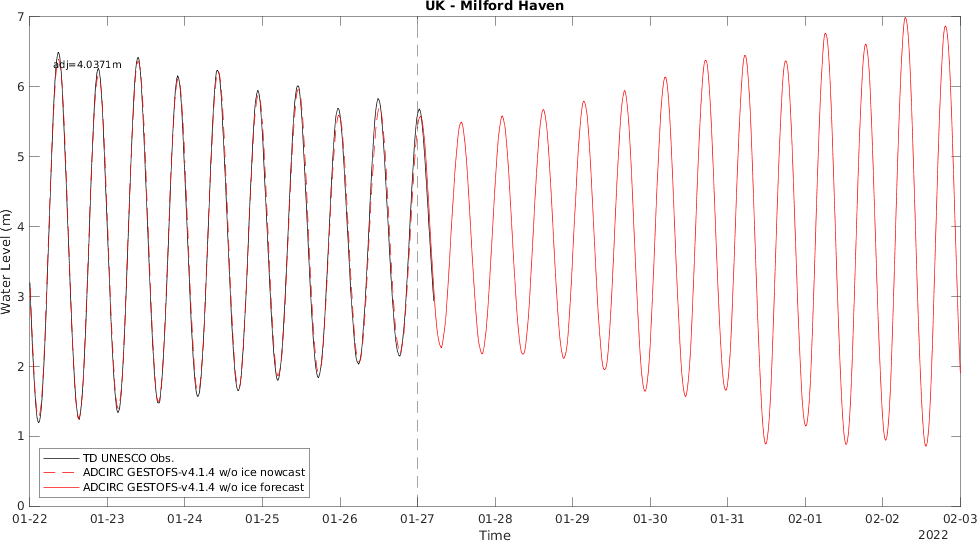 UK - Milford Haven
7
adj=4.0371m
6
5
4
3
2
1
0
Water Level (m)
TD UNESCO Obs.
ADCIRC GESTOFS-v4.1.4 w/o ice nowcast
ADCIRC GESTOFS-v4.1.4 w/o ice forecast
01-22 01-23 01-24 01-25 01-26 01-27 01-28 01-29 01-30 01-31 02-01 02-02 02-03
Time
2022